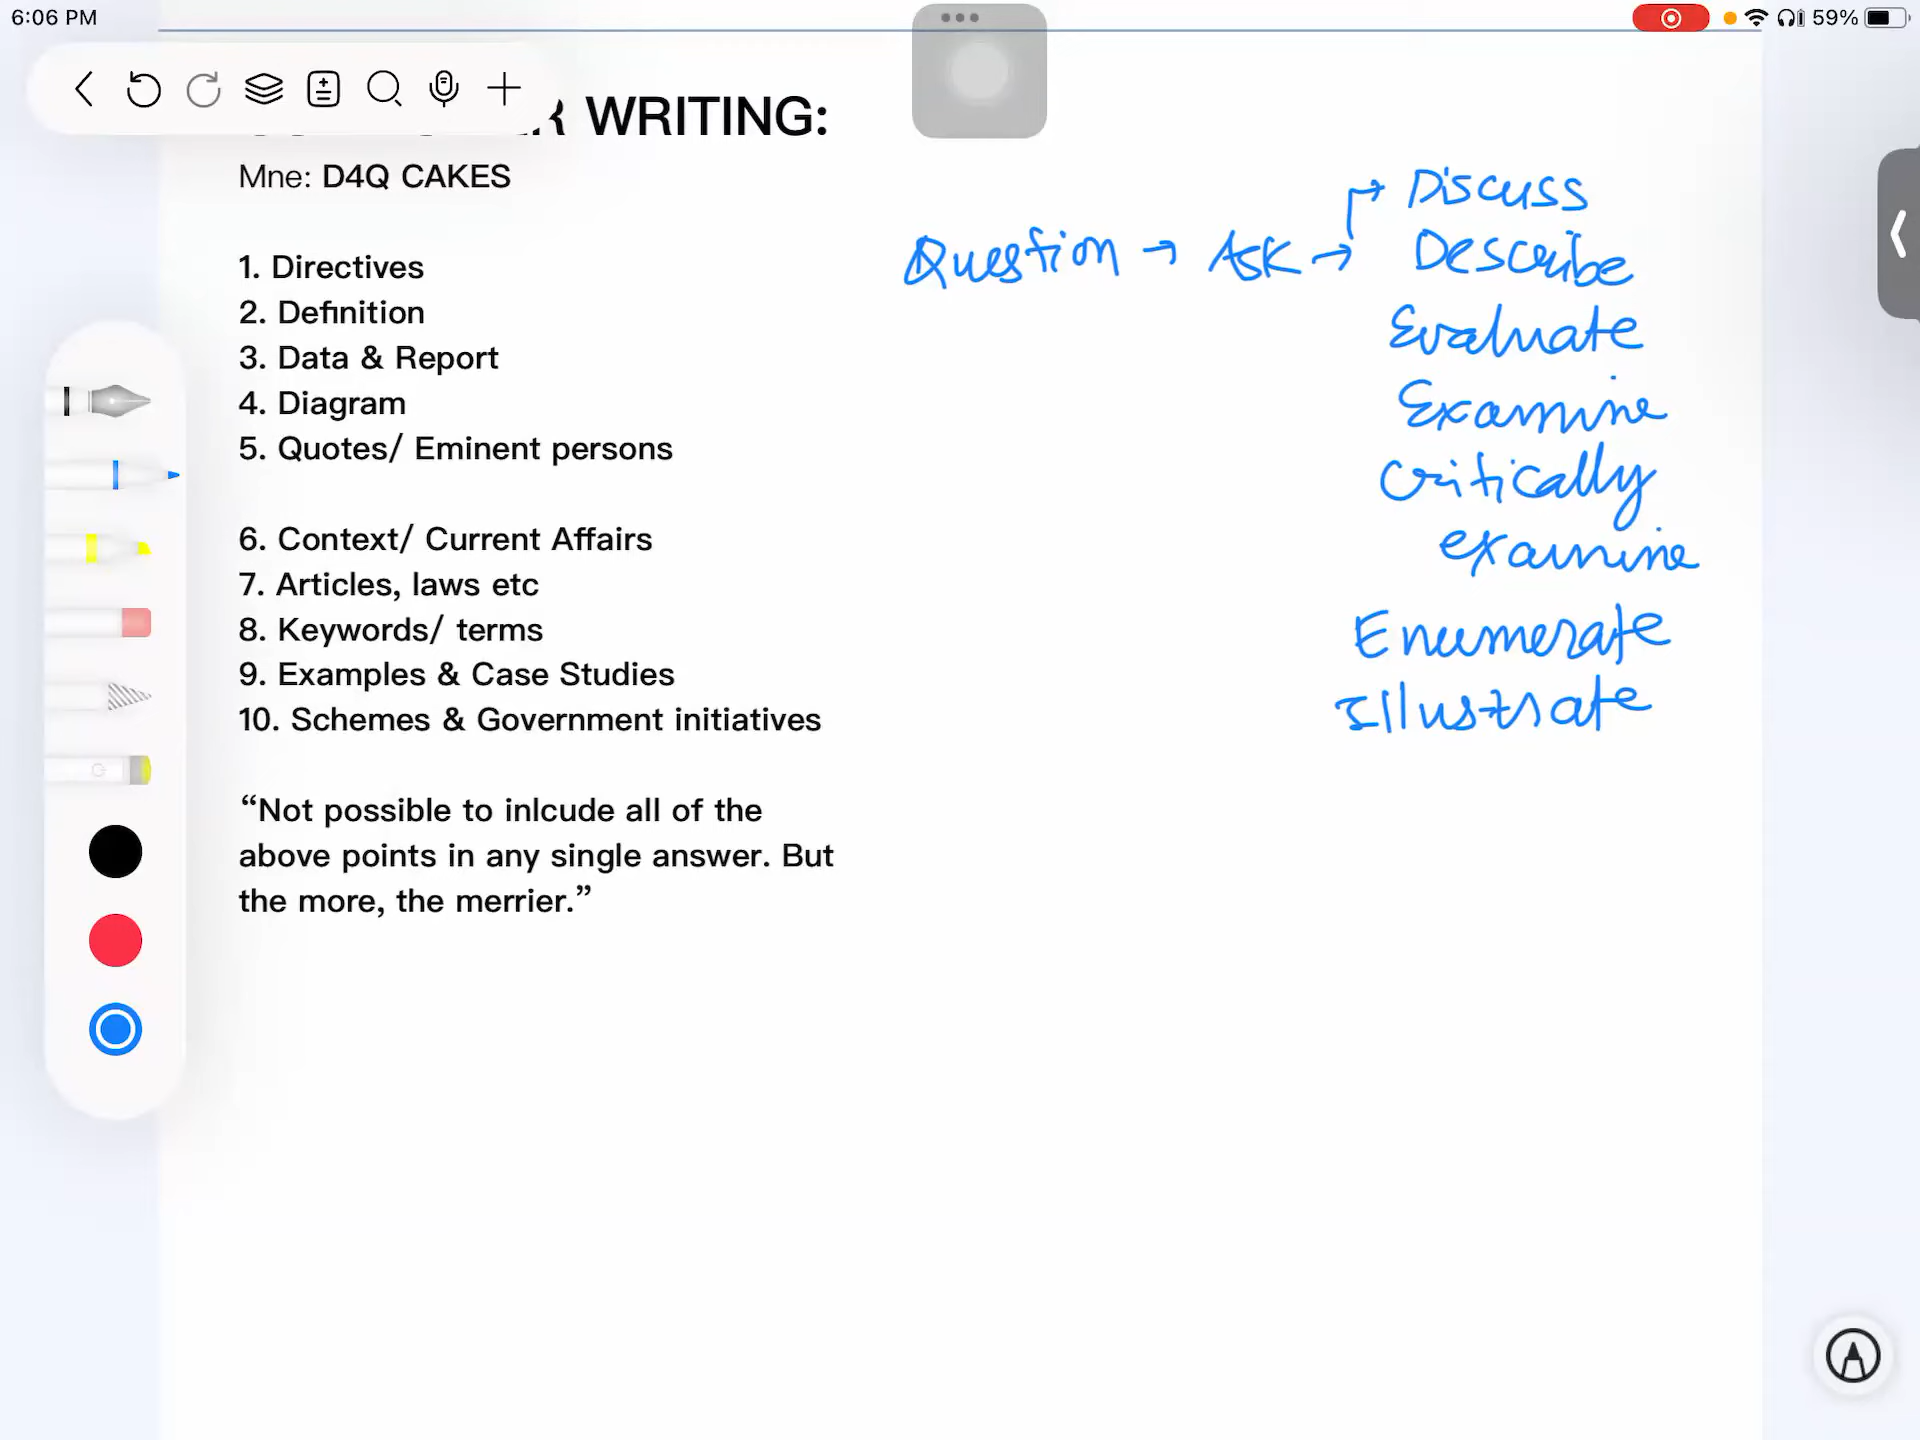 6:06 PM
59%
WRITING:
Mne: D4Q CAKES
1. Directives
2. Definition
3. Data & Report
4. Diagram
5. Quotes/ Eminent persons
6. Context/ Current Affairs
7. Articles, laws etc
8. Keywords/ terms
9. Examples & Case Studies
10. Schemes & Government initiatives
“Not possible to inlcude all of the
above points in any single answer. But
the more, the merrier.”
Discuss
Question → Ask → Describe
Evaluate
Examine
Critically
examine
Enumerate
Illustrate